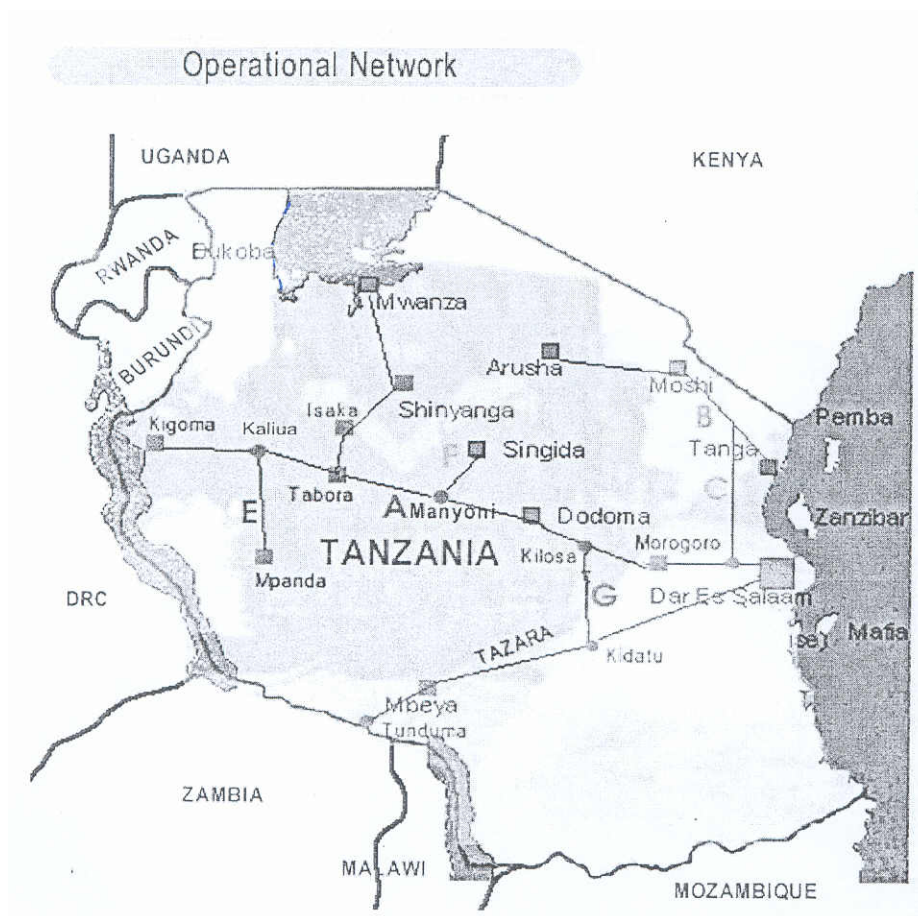 Operational Network
UGANDA
KENYA
RWANDA
Bukoba
BURUNDI
Mwanza
Arusha
Moshi
Shinyanga
Isaka
Pemba
B
Kigoma
Kaliua
F
Singida
Tanga
Tabora
C
E
A
Manyoni
Dodoma
Zanzibar
Morogoro
Kilosa
TANZANIA
Mpanda
DRC
G
Dar Es Salaam
Mafia
TAZARA
Kidatu
Mbeya
Tunduma
ZAMBIA
MALAWI
MOZAMBIQUE